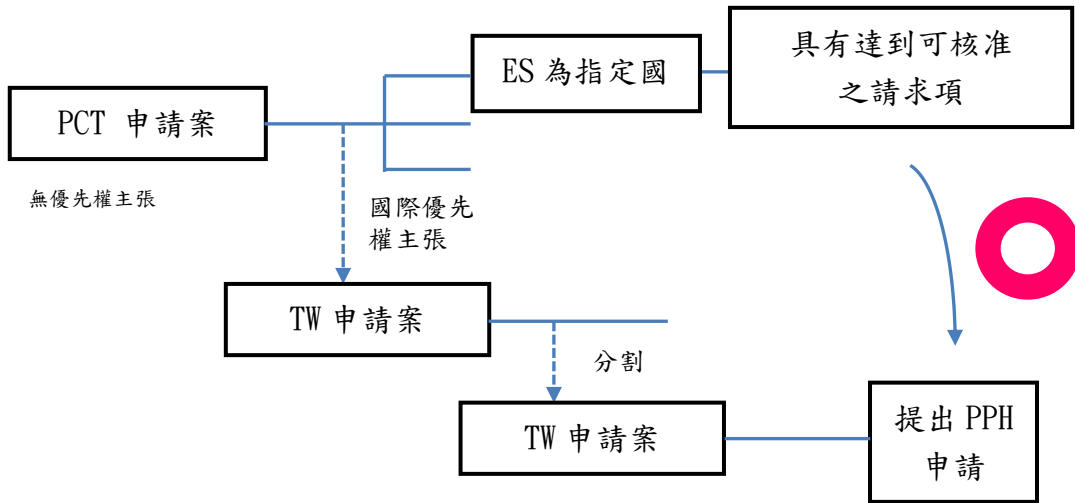 ES 為指定國
具有達到可核准
之請求項
PCT 申請案
無優先權主張
國際優先
權主張
TW 申請案
分割
TW 申請案
提出 PPH
申請